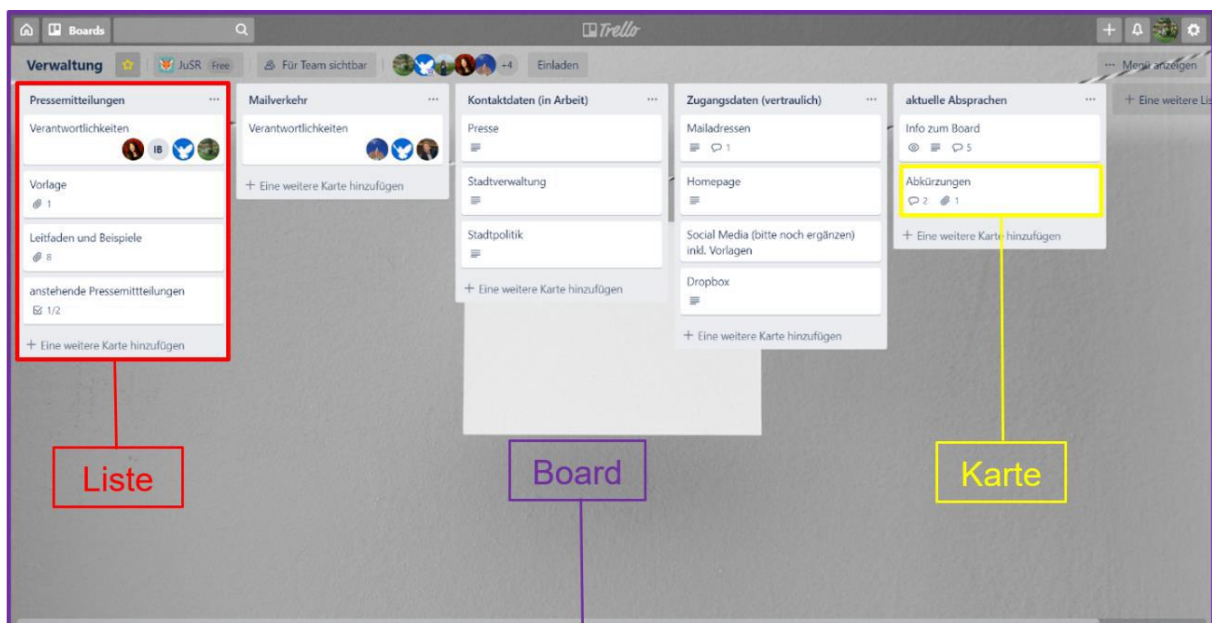 Boards
Trello
Verwaltung JuSR Free Für Team sichtbar +4 Einladen ··· Menü anzeigen
Pressemitteilungen ···
Verantwortlichkeiten
IB
Vorlage
1
Leitfaden und Beispiele
8
anstehende Pressemittteilungen
1/2
+ Eine weitere Karte hinzufügen
Mailverkehr ···
Verantwortlichkeiten
+ Eine weitere Karte hinzufügen
Kontaktdaten (in Arbeit) ···
Presse
Stadtverwaltung
Stadtpolitik
+ Eine weitere Karte hinzufügen
Zugangsdaten (vertraulich) ···
Mailadressen
1
Homepage
Social Media (bitte noch ergänzen)
inkl. Vorlagen
Dropbox
+ Eine weitere Karte hinzufügen
aktuelle Absprachen ···
Info zum Board
5
Abkürzungen
2 1
+ Eine weitere Karte hinzufügen
+ Eine weitere Lis
Liste
Board
Karte